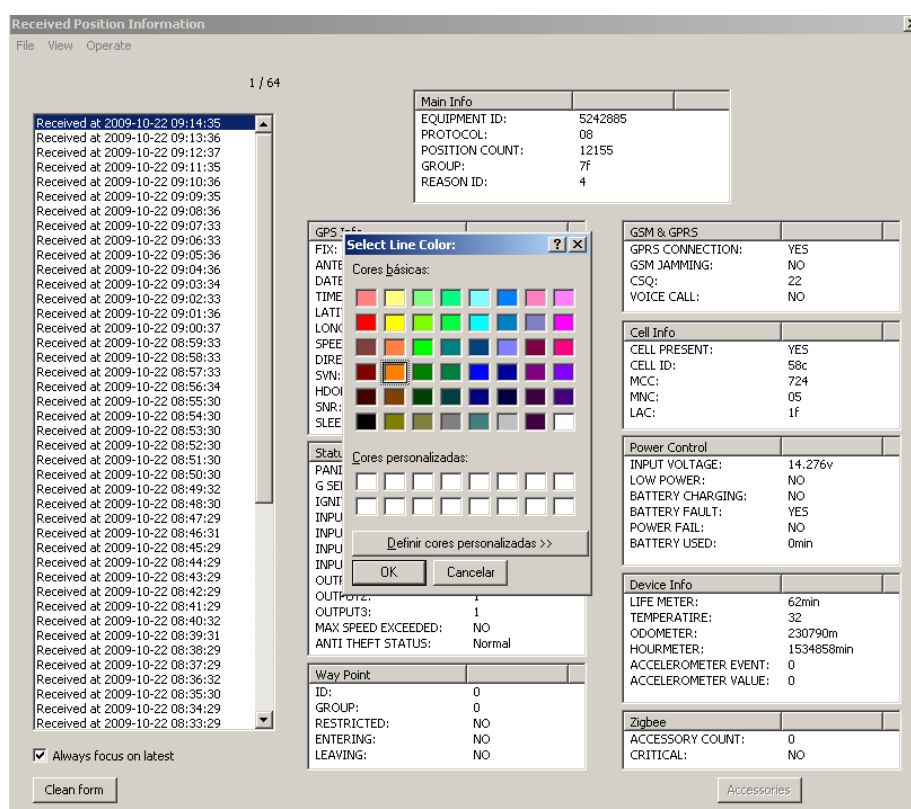 Received Position Information
File View Operate
1 / 64
Received at 2009-10-22 09:14:35
Received at 2009-10-22 09:13:36
Received at 2009-10-22 09:12:37
Received at 2009-10-22 09:11:35
Received at 2009-10-22 09:10:36
Received at 2009-10-22 09:09:35
Received at 2009-10-22 09:08:36
Received at 2009-10-22 09:07:33
Received at 2009-10-22 09:06:33
Received at 2009-10-22 09:05:36
Received at 2009-10-22 09:04:36
Received at 2009-10-22 09:03:34
Received at 2009-10-22 09:02:33
Received at 2009-10-22 09:01:36
Received at 2009-10-22 09:00:37
Received at 2009-10-22 08:59:33
Received at 2009-10-22 08:58:33
Received at 2009-10-22 08:57:33
Received at 2009-10-22 08:56:34
Received at 2009-10-22 08:55:30
Received at 2009-10-22 08:54:30
Received at 2009-10-22 08:53:30
Received at 2009-10-22 08:52:30
Received at 2009-10-22 08:51:30
Received at 2009-10-22 08:50:30
Received at 2009-10-22 08:49:32
Received at 2009-10-22 08:48:30
Received at 2009-10-22 08:47:29
Received at 2009-10-22 08:46:31
Received at 2009-10-22 08:45:29
Received at 2009-10-22 08:44:29
Received at 2009-10-22 08:43:29
Received at 2009-10-22 08:42:29
Received at 2009-10-22 08:41:29
Received at 2009-10-22 08:40:32
Received at 2009-10-22 08:39:31
Received at 2009-10-22 08:38:29
Received at 2009-10-22 08:37:29
Received at 2009-10-22 08:36:32
Received at 2009-10-22 08:35:30
Received at 2009-10-22 08:34:29
Received at 2009-10-22 08:33:29
Always focus on latest
Clean form
Main Info
EQUIPMENT ID: 5242885
PROTOCOL: 08
POSITION COUNT: 12155
GROUP: 7f
REASON ID: 4
GPS
FIX:
ANTE
DATE
TIME
LATI
LONG
SPEE
DIRE
SVN:
HDOI
SNR:
SLEE
Select Line Color:
Cores básicas:
Cores personalizadas:
Definir cores personalizadas >>
OK Cancelar
Statu
PANI
G SEI
IGNI
INPU
INPU
INPU
INPU
OUTF
OUTPUT2: 1
OUTPUT3: 1
MAX SPEED EXCEEDED: NO
ANTI THEFT STATUS: Normal
Way Point
ID: 0
GROUP: 0
RESTRICTED: NO
ENTERING: NO
LEAVING: NO
GSM & GPRS
GPRS CONNECTION: YES
GSM JAMMING: NO
CSQ: 22
VOICE CALL: NO
Cell Info
CELL PRESENT: YES
CELL ID: 58c
MCC: 724
MNC: 05
LAC: 1f
Power Control
INPUT VOLTAGE: 14.276v
LOW POWER: NO
BATTERY CHARGING: NO
BATTERY FAULT: YES
POWER FAIL: NO
BATTERY USED: 0min
Device Info
LIFE METER: 62min
TEMPERATIRE: 32
ODOMETER: 230790m
HOURMETER: 1534858min
ACCELEROMETER EVENT: 0
ACCELEROMETER VALUE: 0
Zigbee
ACCESSORY COUNT: 0
CRITICAL: NO
Accessories